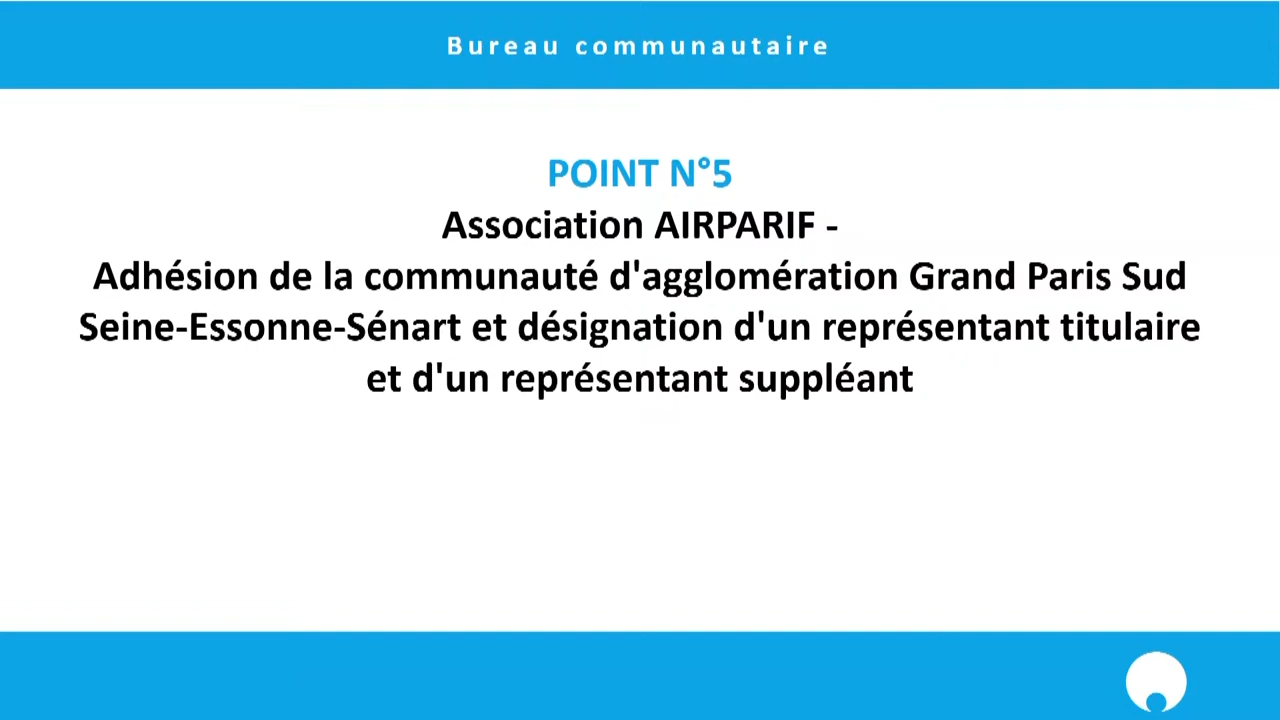 Bureau communautaire
POINT N°5
Association AIRPARIF -
Adhésion de la communauté d'agglomération Grand Paris Sud
Seine-Essonne-Sénart et désignation d'un représentant titulaire
et d'un représentant suppléant